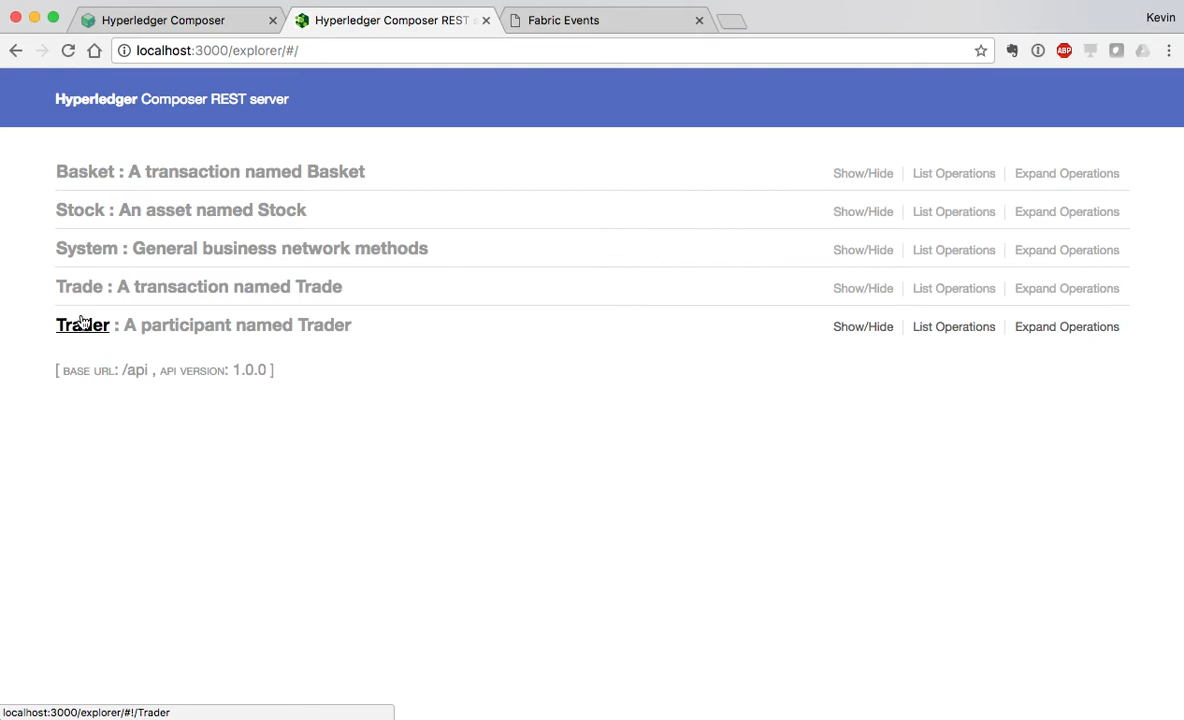 Hyperledger Composer
Hyperledger Composer REST s
Fabric Events
Kevin
localhost:3000/explorer/#/
ABP
Hyperledger Composer REST server
Basket : A transaction named Basket
Show/Hide
List Operations
Expand Operations
Stock : An asset named Stock
Show/Hide
List Operations
Expand Operations
System : General business network methods
Show/Hide
List Operations
Expand Operations
Trade : A transaction named Trade
Show/Hide
List Operations
Expand Operations
Trader : A participant named Trader
Show/Hide
List Operations
Expand Operations
[ BASE URL: /api , API VERSION: 1.0.0 ]
localhost:3000/explorer/#!/Trader